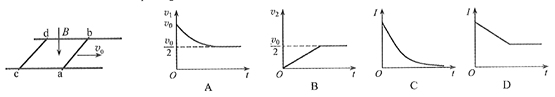 d B b v₀ c a
v₁ v₀ v₀/2 O t A
v₂ v₀/2 O t B
I O t C
I O t D